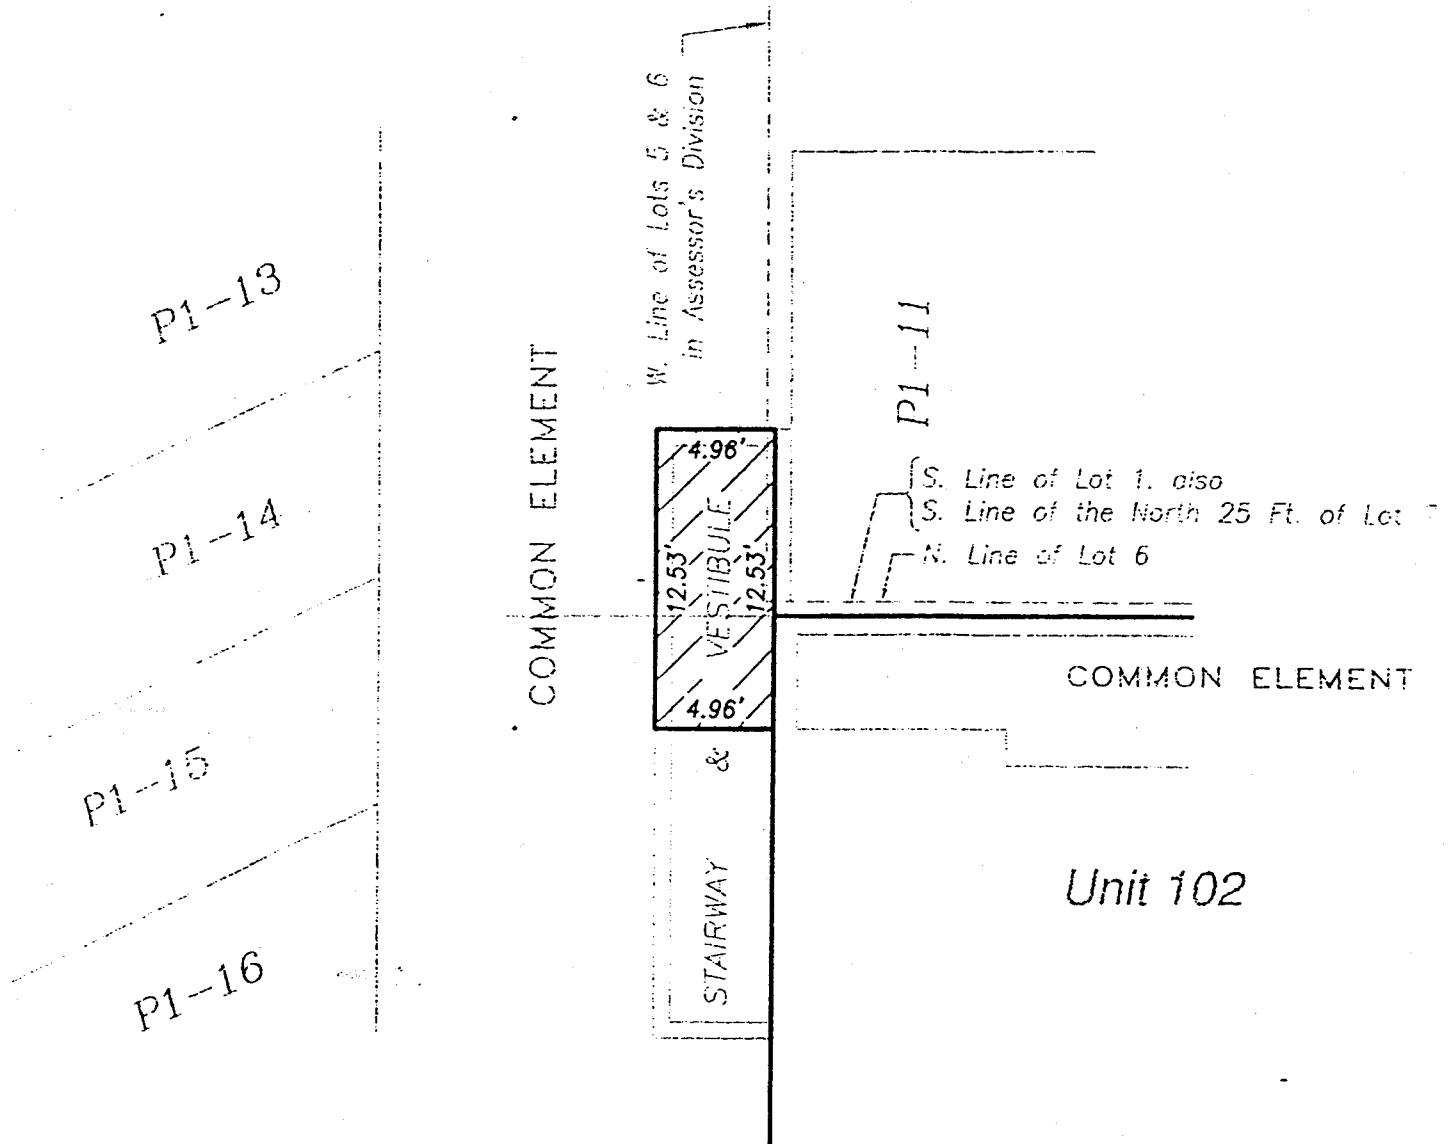 W. Line of Lots 5 & 6
in Assessor's Division
P1-13
P1-11
COMMON ELEMENT
4.96'
S. Line of Lot 1. also
S. Line of the North 25 Ft. of Lot
P1-14
12.53'
VESTIBULE
12.53'
N. Line of Lot 6
COMMON ELEMENT
4.96'
&
P1-15
STAIRWAY
Unit 102
P1-16